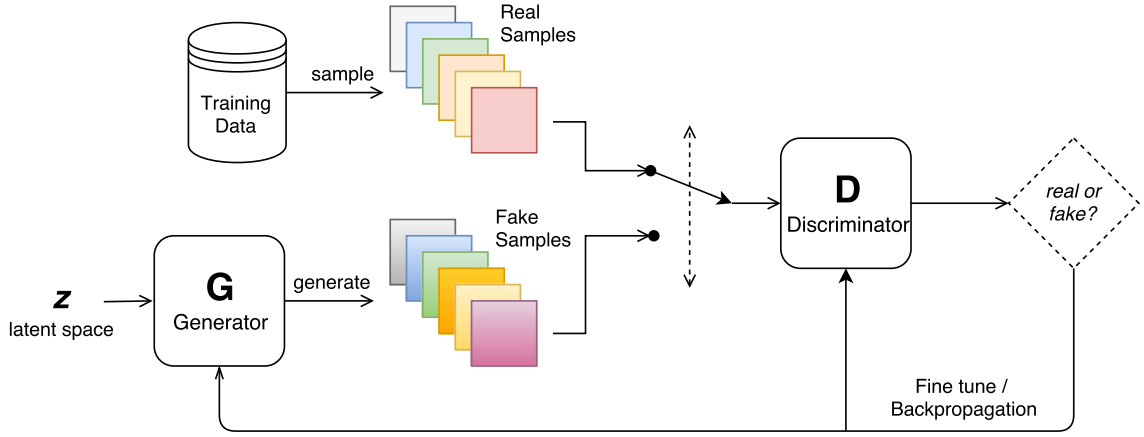 Real
Samples
sample
Training
Data
D
Discriminator
real or
fake?
Fake
Samples
G
Generator
generate
z
latent space
Fine tune /
Backpropagation